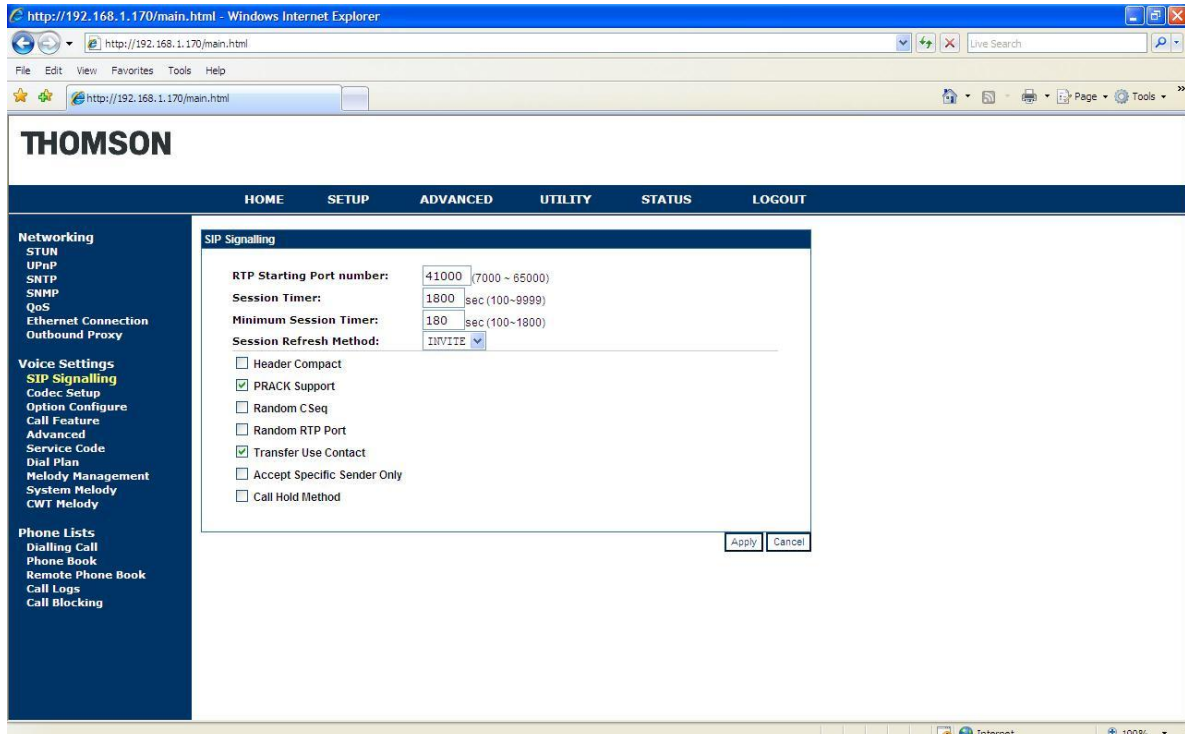 http://192.168.1.170/main.html - Windows Internet Explorer
http://192.168.1.170/main.html
Live Search
File Edit View Favorites Tools Help
http://192.168.1.170/main.html
Page Tools
THOMSON
HOME SETUP ADVANCED UTILITY STATUS LOGOUT
Networking
STUN
UPnP
SNTP
SNMP
QoS
Ethernet Connection
Outbound Proxy
Voice Settings
SIP Signalling
Codec Setup
Option Configure
Call Feature
Advanced
Service Code
Dial Plan
Melody Management
System Melody
CWT Melody
Phone Lists
Dialling Call
Phone Book
Remote Phone Book
Call Logs
Call Blocking
SIP Signalling
RTP Starting Port number: 41000 (7000 ~ 65000)
Session Timer: 1800 sec (100~9999)
Minimum Session Timer: 180 sec (100~1800)
Session Refresh Method: INVITE
Header Compact
PRACK Support
Random CSeq
Random RTP Port
Transfer Use Contact
Accept Specific Sender Only
Call Hold Method
Apply Cancel
Internet 100%